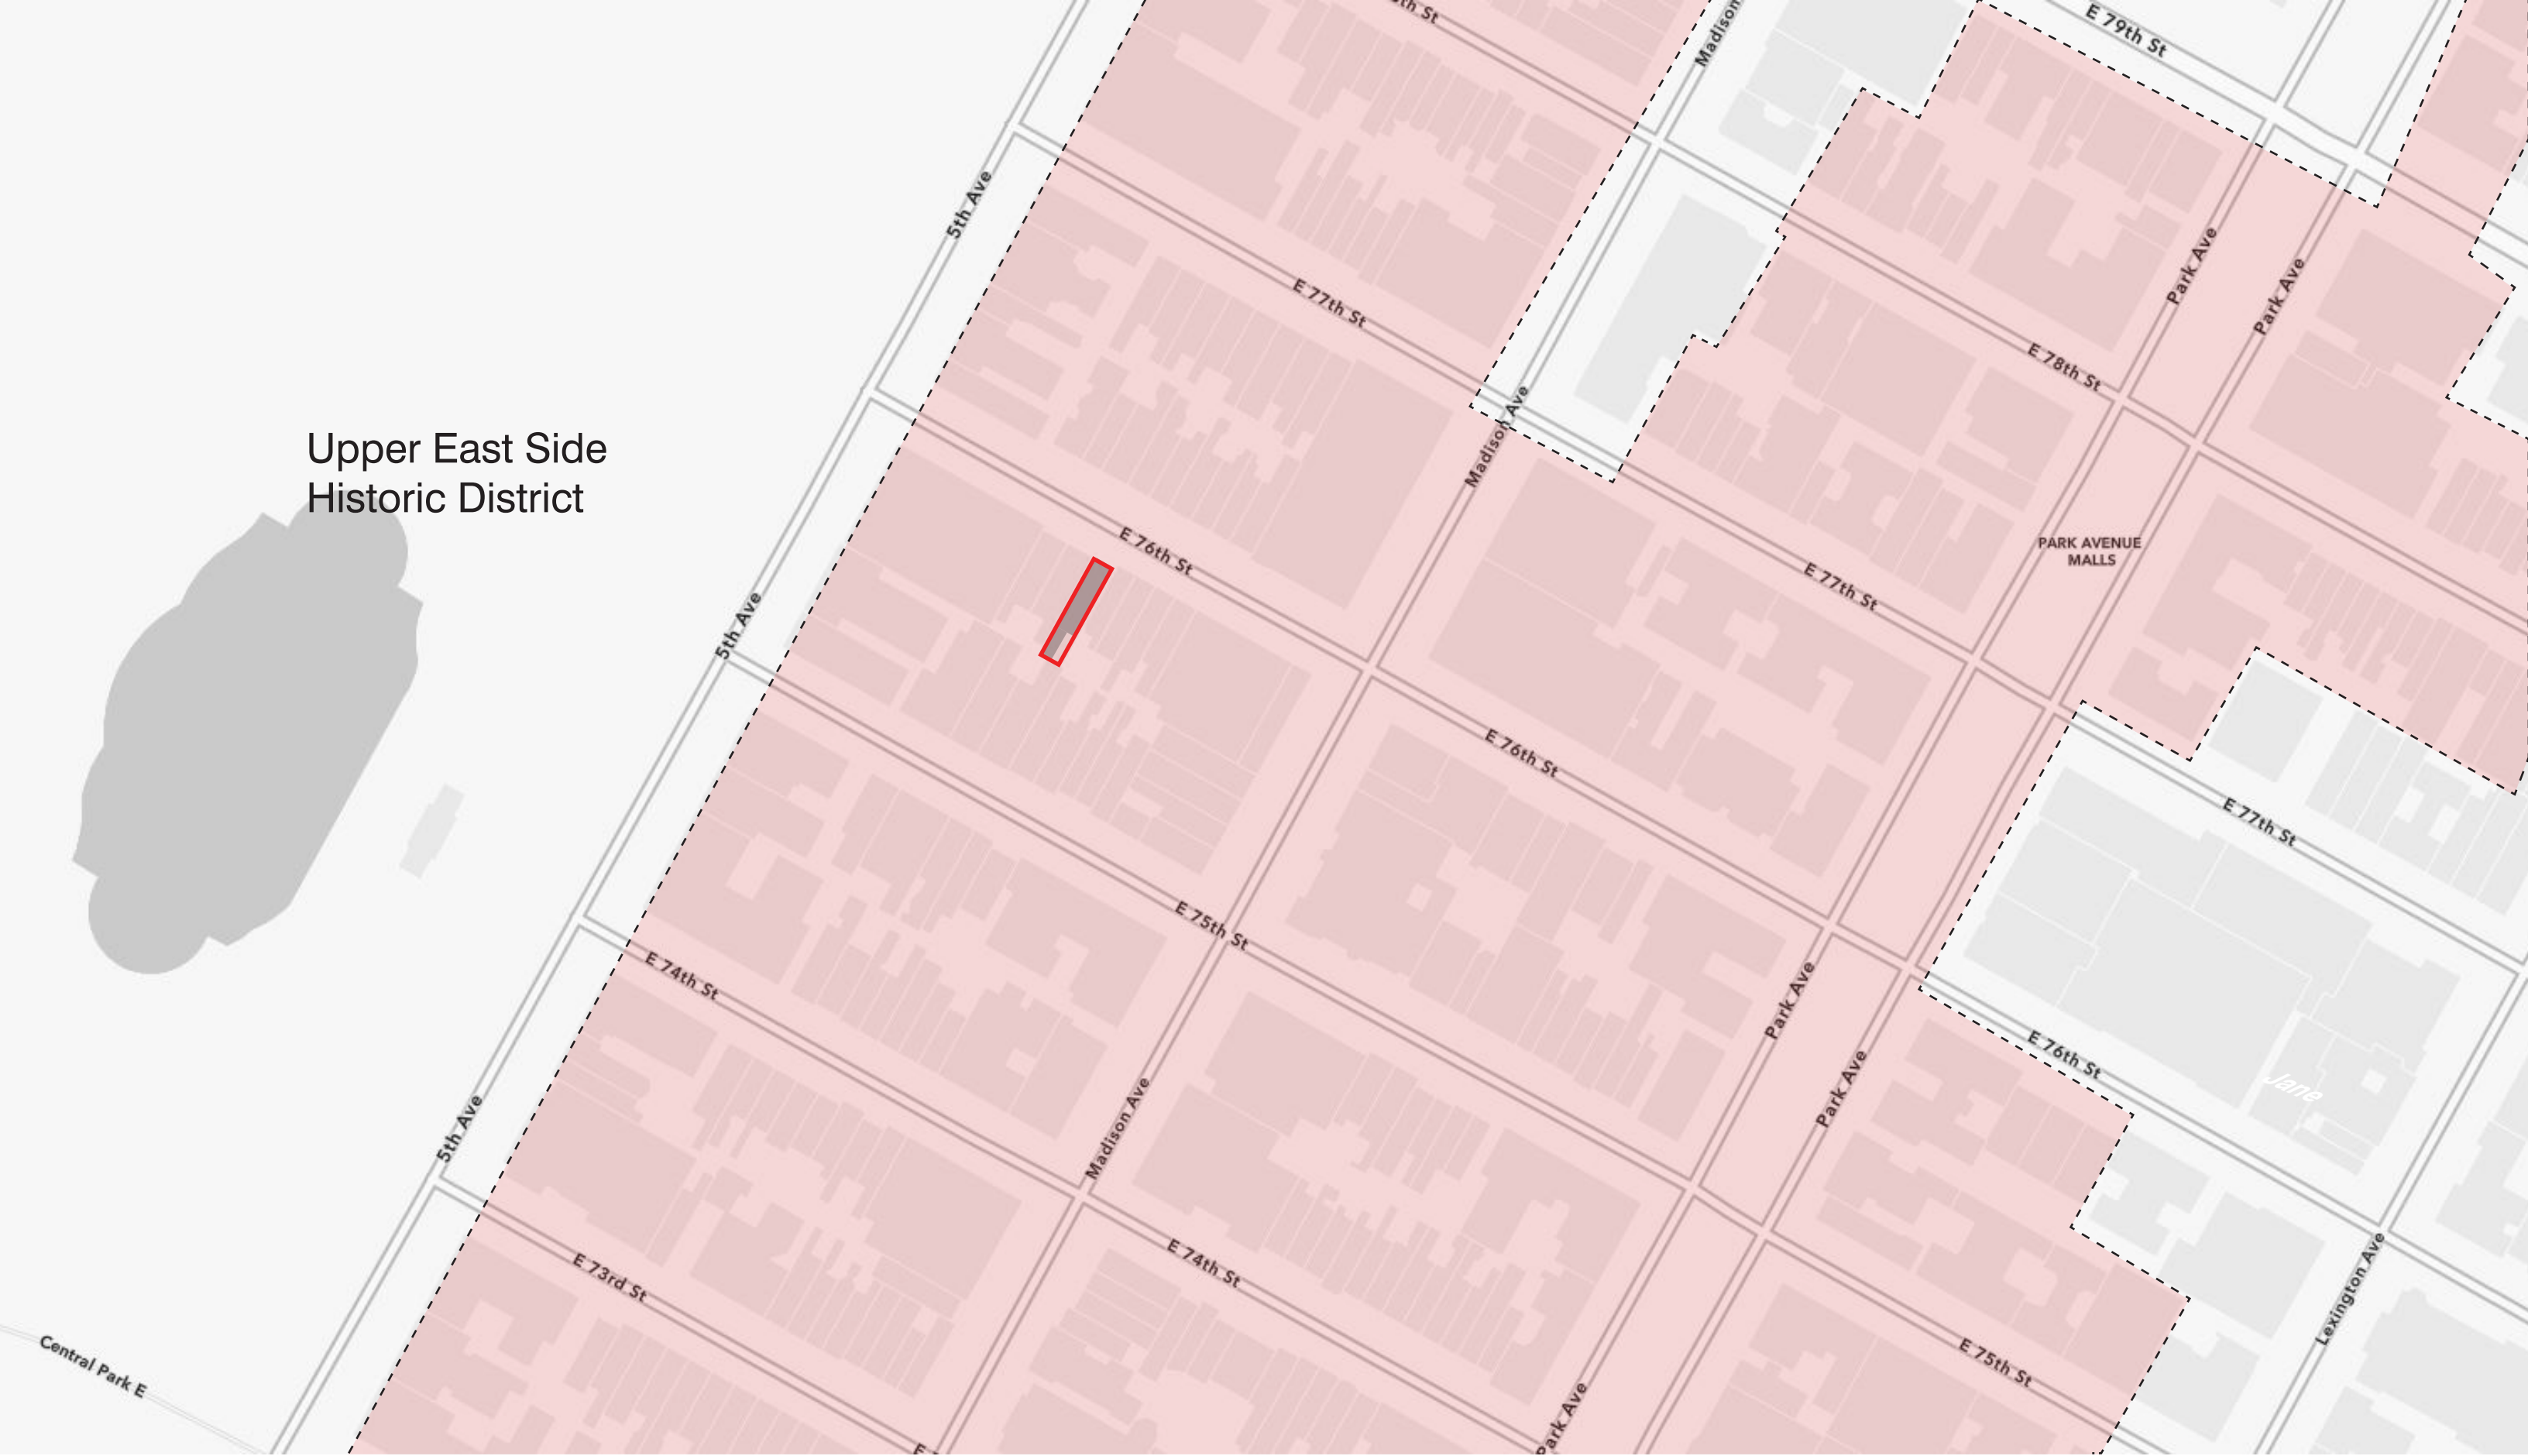 E 79th St
Madison
5th Ave
Park Ave
Park Ave
E 77th St
E 78th St
Madison Ave
Upper East Side
Historic District
E 76th St
PARK AVENUE
MALLS
E 77th St
5th Ave
E 76th St
E 77th St
E 75th St
E 74th St
Park Ave
E 76th St
Jane
Park Ave
5th Ave
Madison Ave
E 73rd St
E 74th St
Lexington Ave
E 75th St
Central Park E
Park Ave